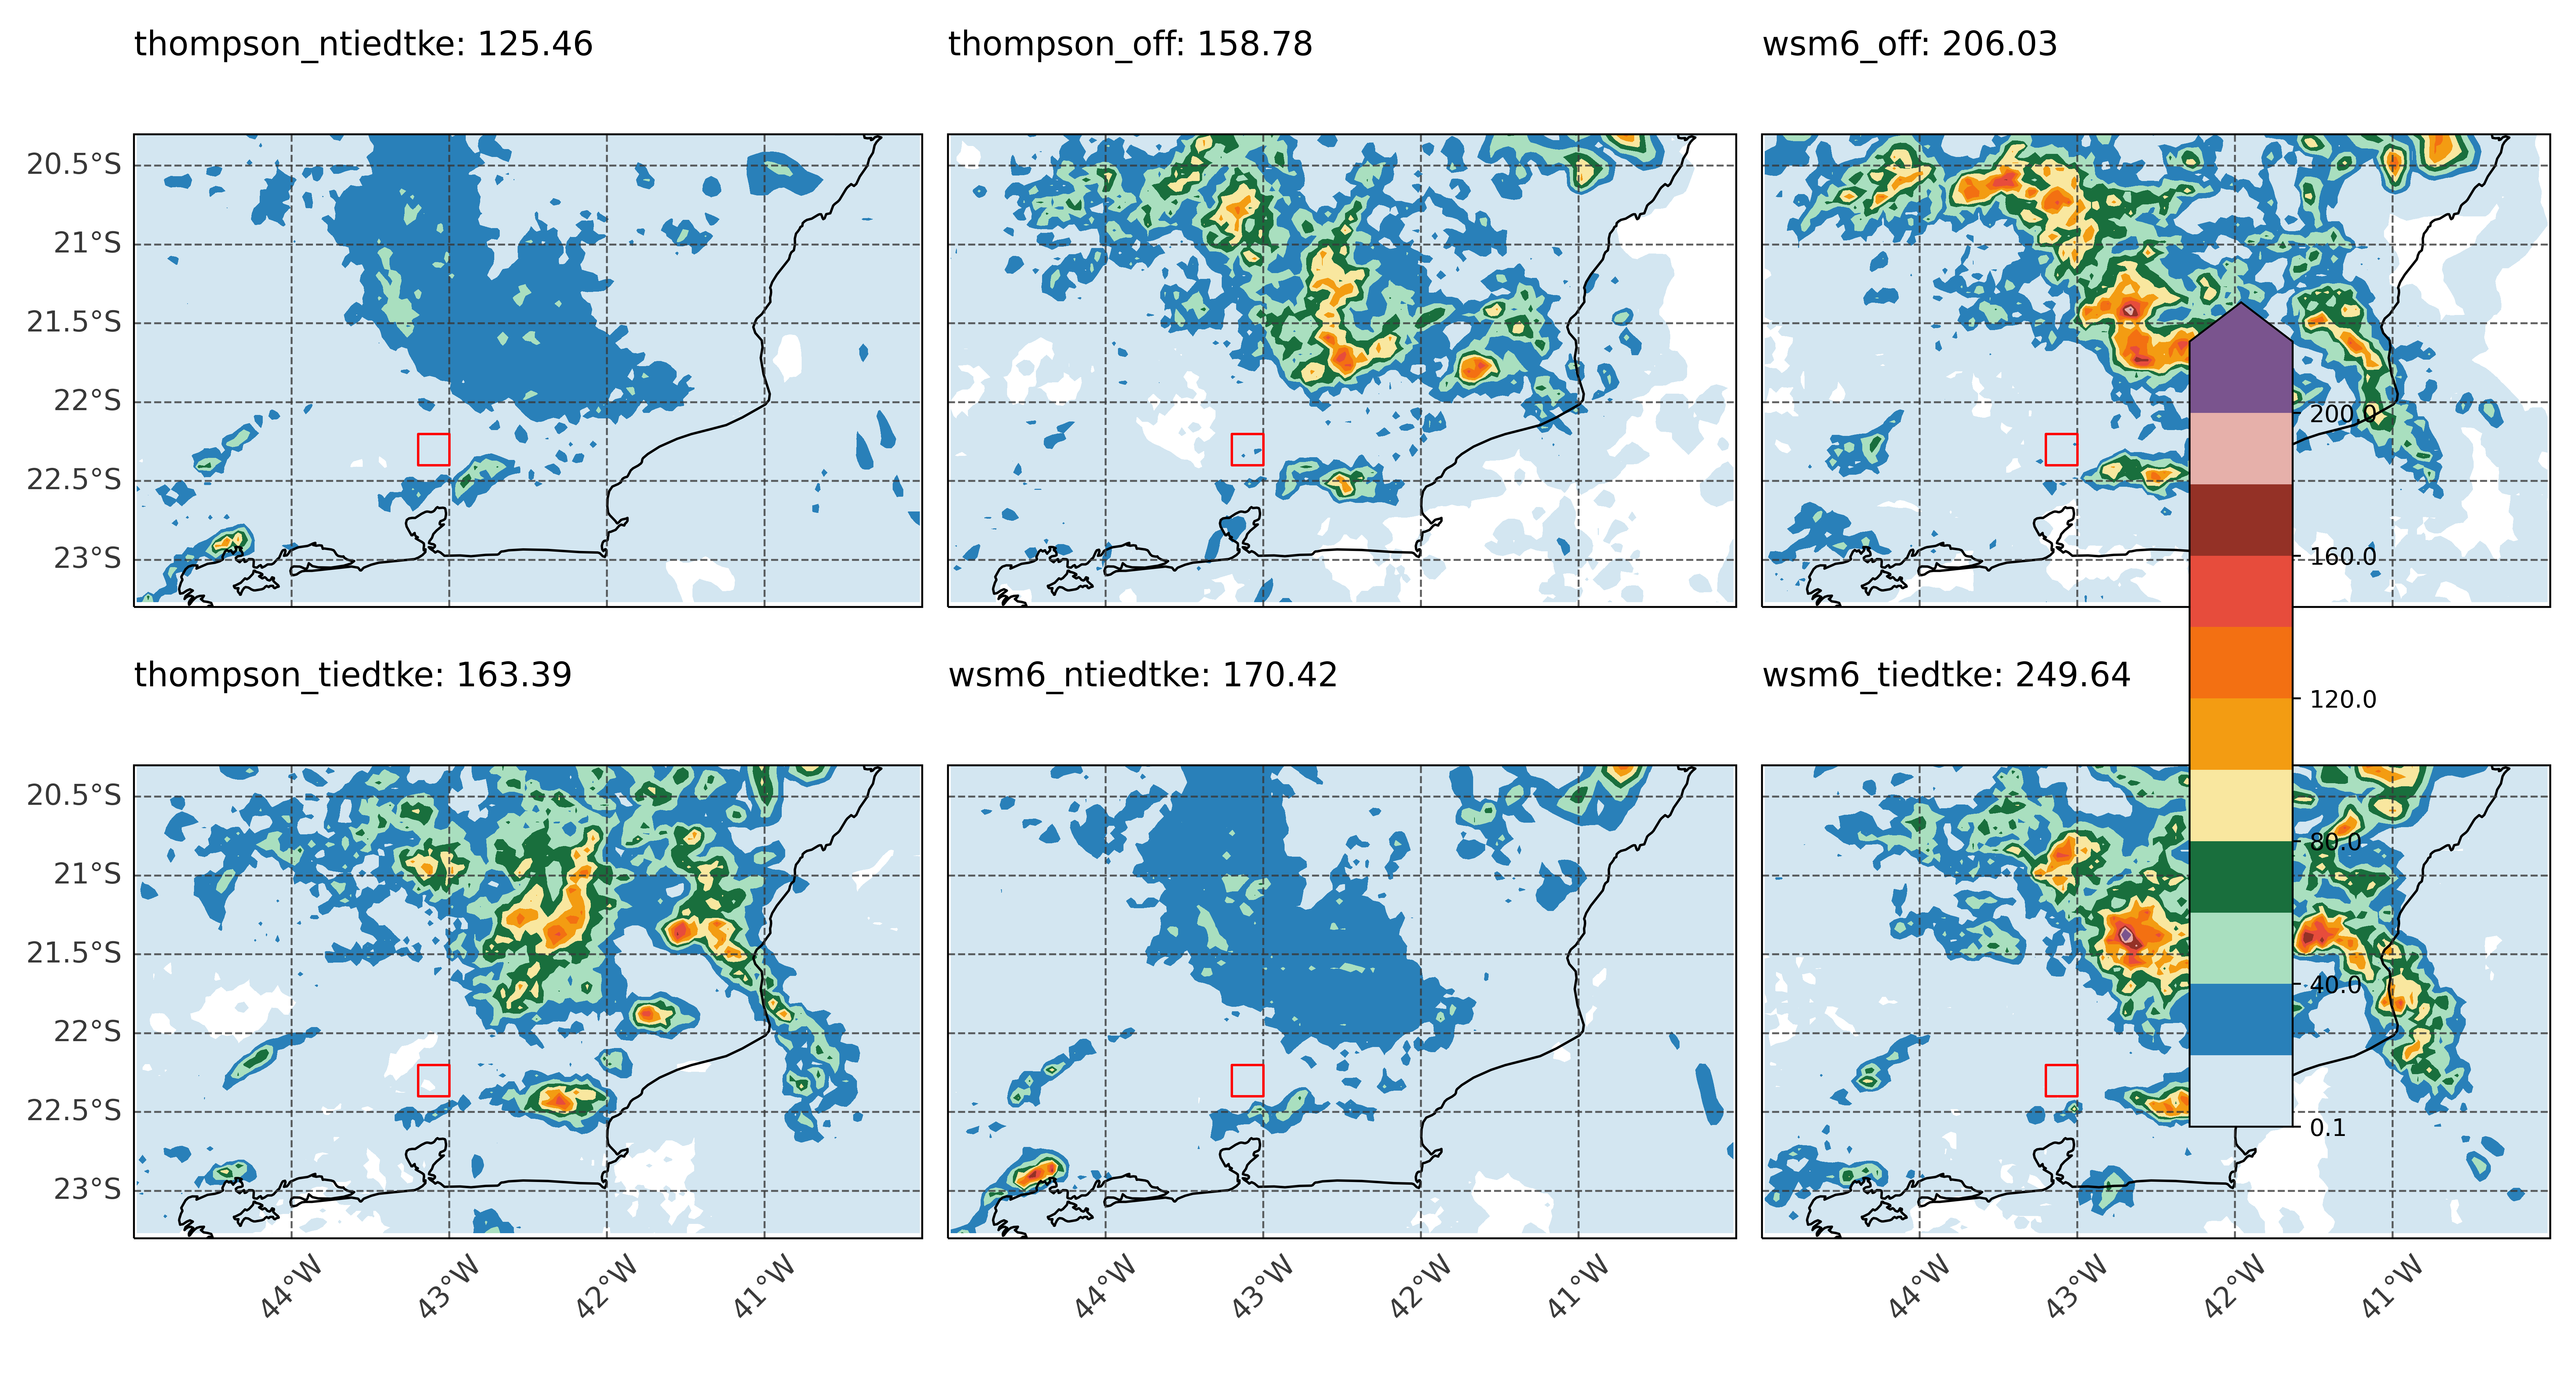 thompson_ntiedtke: 125.46
thompson_off: 158.78
wsm6_off: 206.03
20.5°S
21°S
21.5°S
22°S
22.5°S
23°S
thompson_tiedtke: 163.39
wsm6_ntiedtke: 170.42
wsm6_tiedtke: 249.64
20.5°S
21°S
21.5°S
22°S
22.5°S
23°S
44°W
43°W
42°W
41°W
44°W
43°W
42°W
41°W
44°W
43°W
42°W
41°W
200.0
160.0
120.0
80.0
40.0
0.1